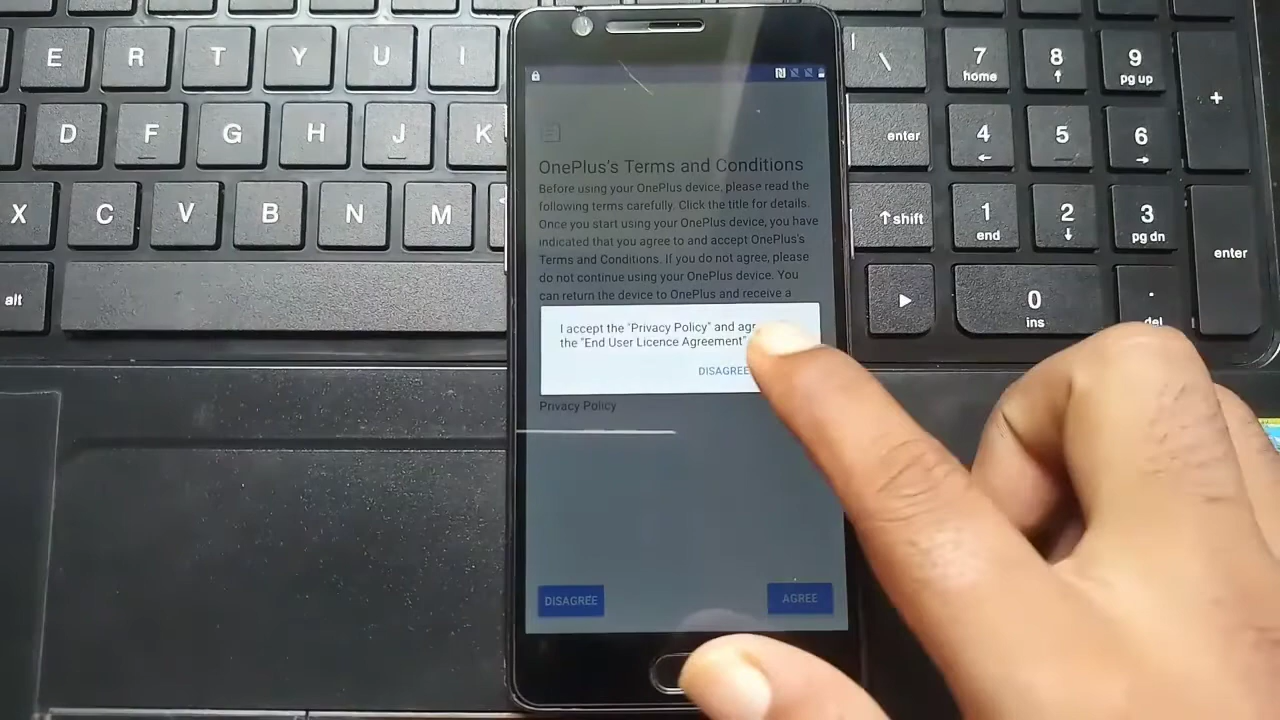 E R T Y U I
\ 7 8 9
home ↑ pg up
+
D F G H J K
enter 4 5 6
← →
X C V B N M
↑shift 1 2 3
end ↓ pg dn
enter
alt
0 .
ins del
OnePlus's Terms and Conditions
Before using your OnePlus device, please read the
following terms carefully. Click the title for details.
Once you start using your OnePlus device, you have
indicated that you agree to and accept OnePlus's
Terms and Conditions. If you do not agree, please
do not continue using your OnePlus device. You
can return the device to OnePlus and receive a
I accept the "Privacy Policy" and
the "End User Licence Agreement"
DISAGREE
Privacy Policy
DISAGREE AGREE